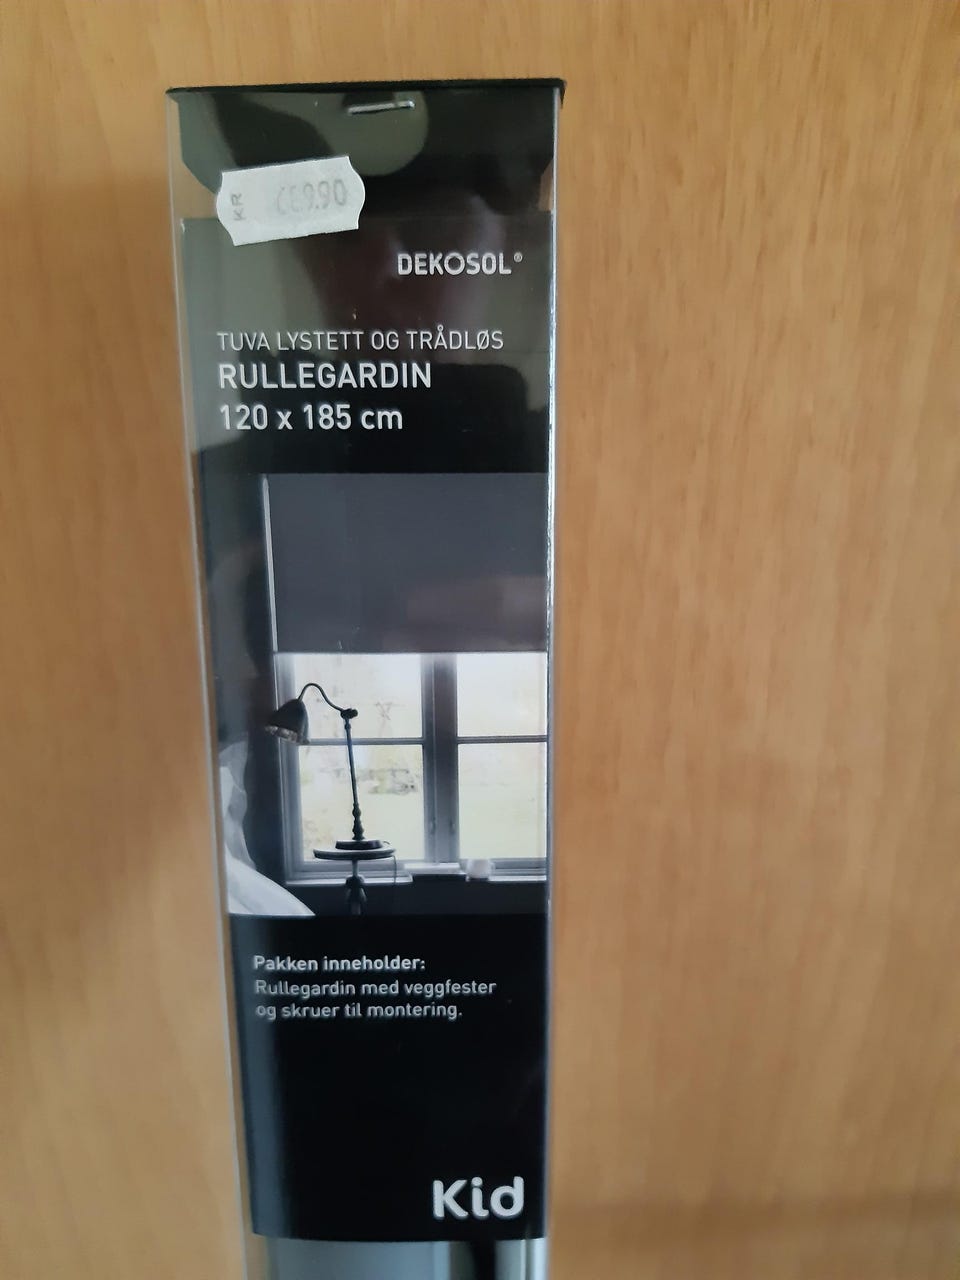 KR
DEKOSOL®
TUVA LYSTETT OG TRÅDLØS
RULLEGARDIN
120 x 185 cm
Pakken inneholder:
Rullegardin med veggfester
og skruer til montering.
Kid